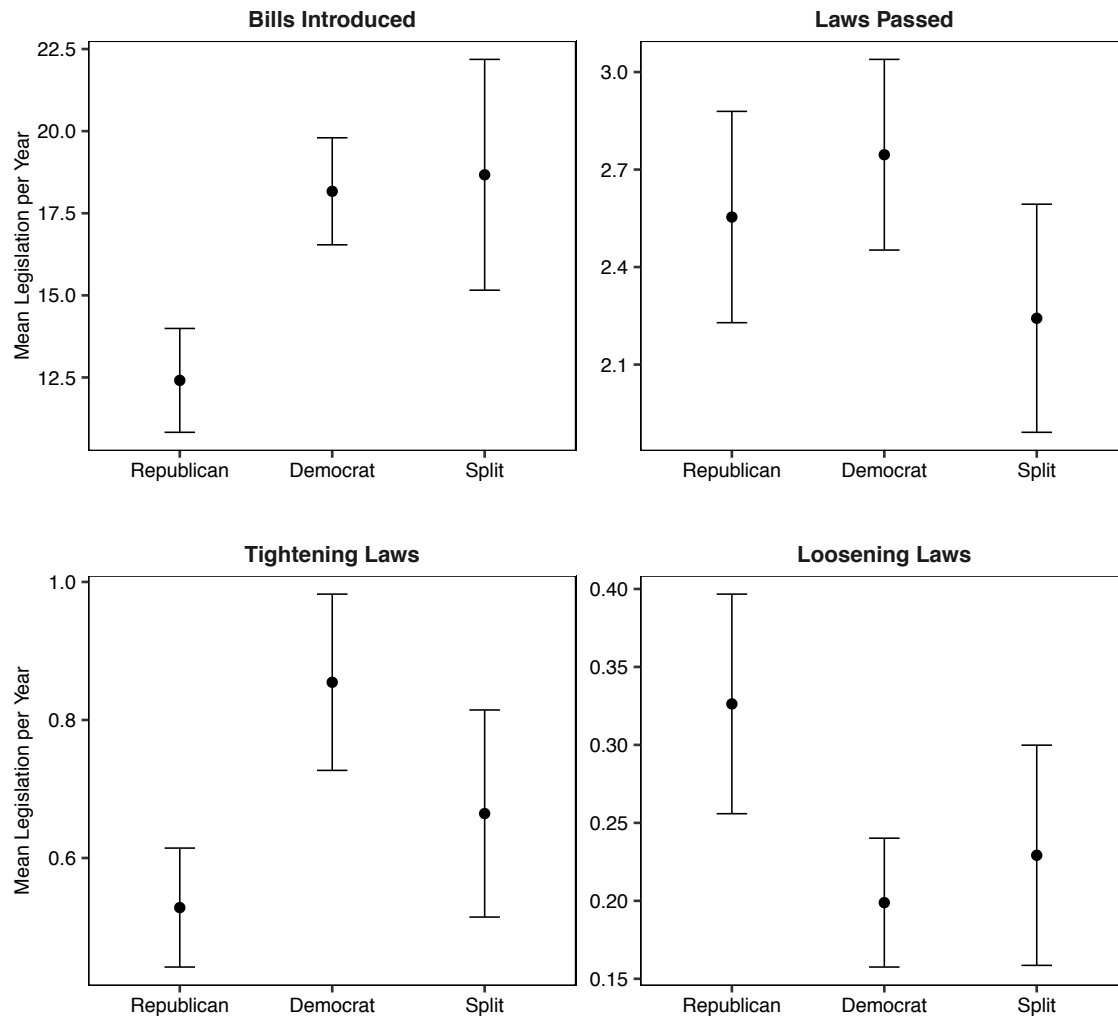 Bills Introduced
Mean Legislation per Year
22.5
20.0
17.5
15.0
12.5
Republican Democrat Split
Laws Passed
3.0
2.7
2.4
2.1
Republican Democrat Split
Tightening Laws
Mean Legislation per Year
1.0
0.8
0.6
Republican Democrat Split
Loosening Laws
0.40
0.35
0.30
0.25
0.20
0.15
Republican Democrat Split